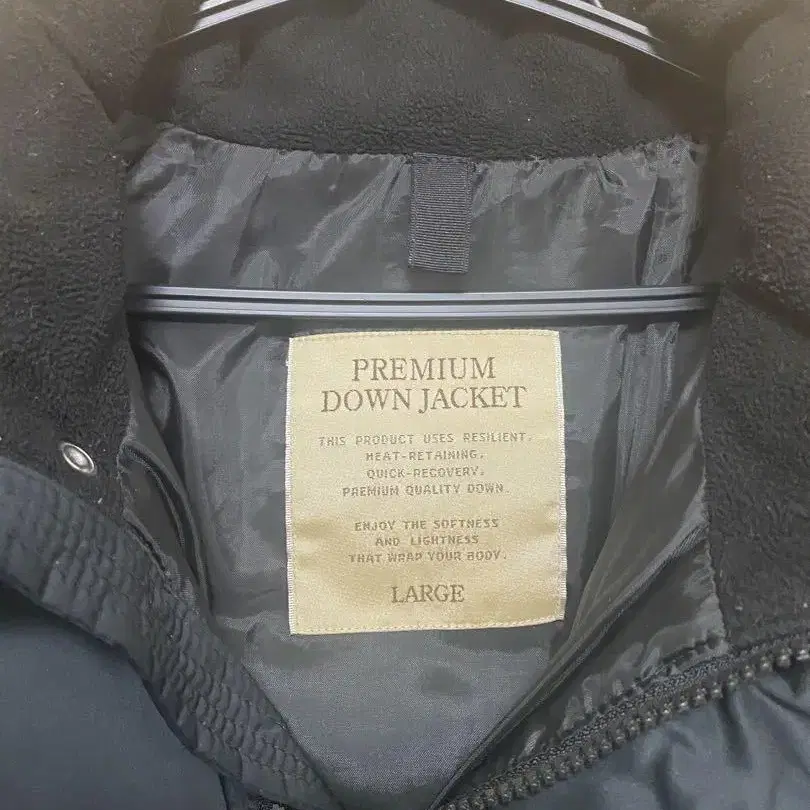 PREMIUM
DOWN JACKET
THIS PRODUCT USES RESILIENT,
HEAT-RETAINING,
QUICK-RECOVERY,
PREMIUM QUALITY DOWN.
ENJOY THE SOFTNESS
AND LIGHTNESS
THAT WRAP YOUR BODY.
LARGE